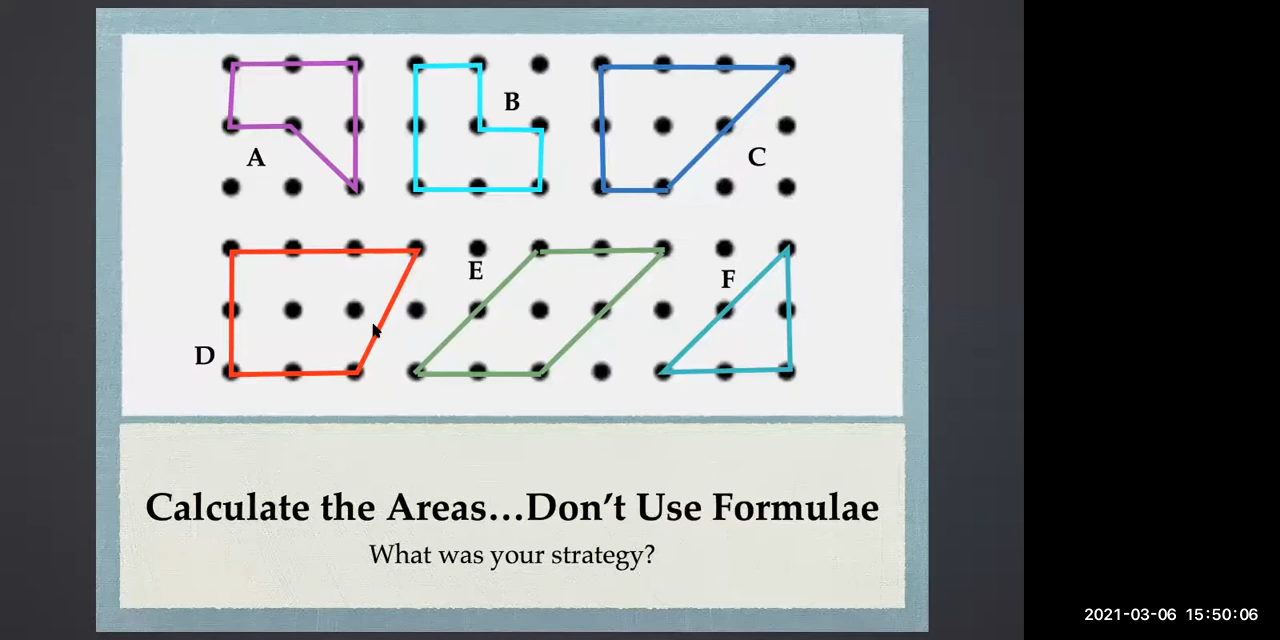 B
A
C
E
F
D
Calculate the Areas…Don’t Use Formulae
What was your strategy?
2021-03-06 15:50:06